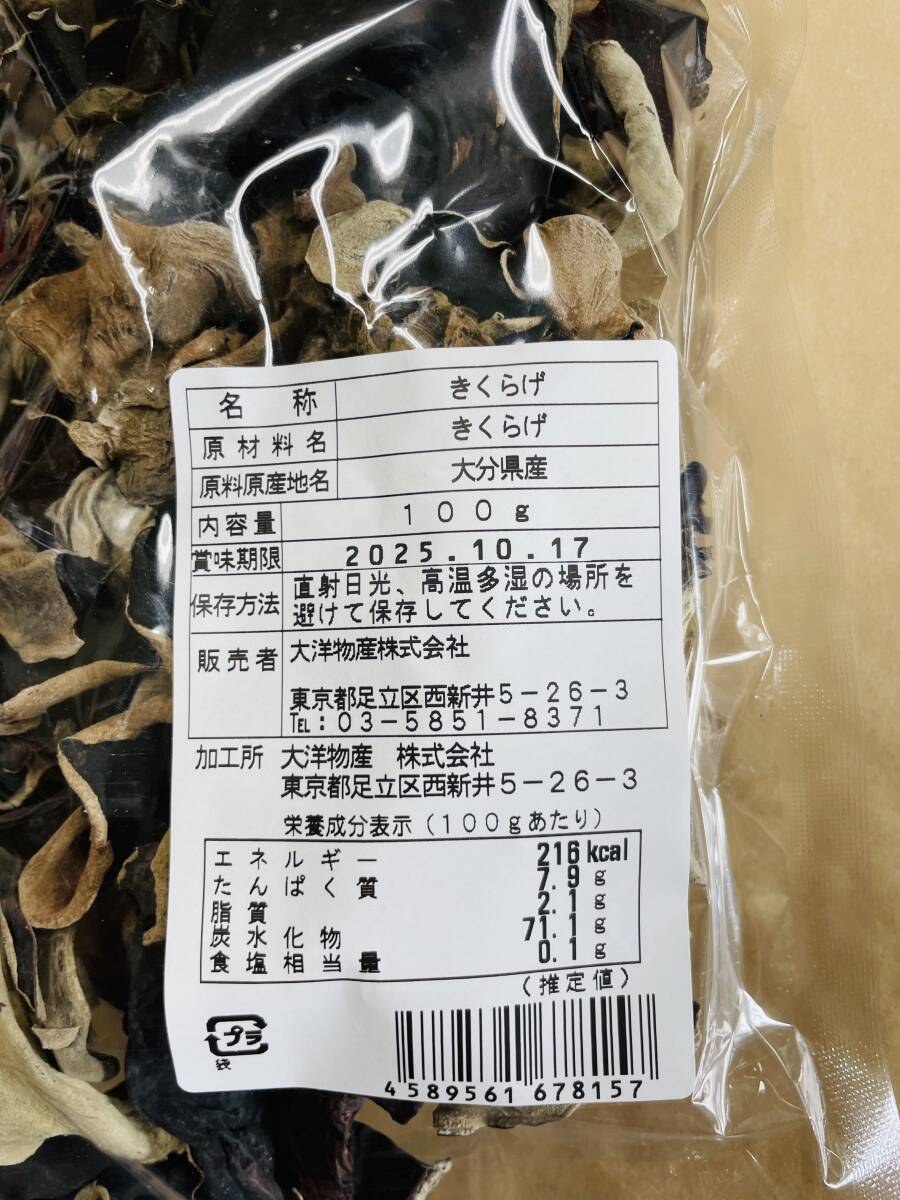 名 称 きくらげ
原材料名 きくらげ
原料原産地名 大分県産
内容量 100g
賞味期限 2025.10.17
保存方法 直射日光、高温多湿の場所を
避けて保存してください。
販売者 大洋物産株式会社
東京都足立区西新井5-26-3
TEL:03-5851-8371
加工所 大洋物産 株式会社
東京都足立区西新井5-26-3
栄養成分表示(100gあたり)
エネルギー 216kcal
たんぱく質 7.9g
脂質 2.1g
炭水化物 71.1g
食塩相当量 0.1g
(推定値)
プラ
袋
4589561678157